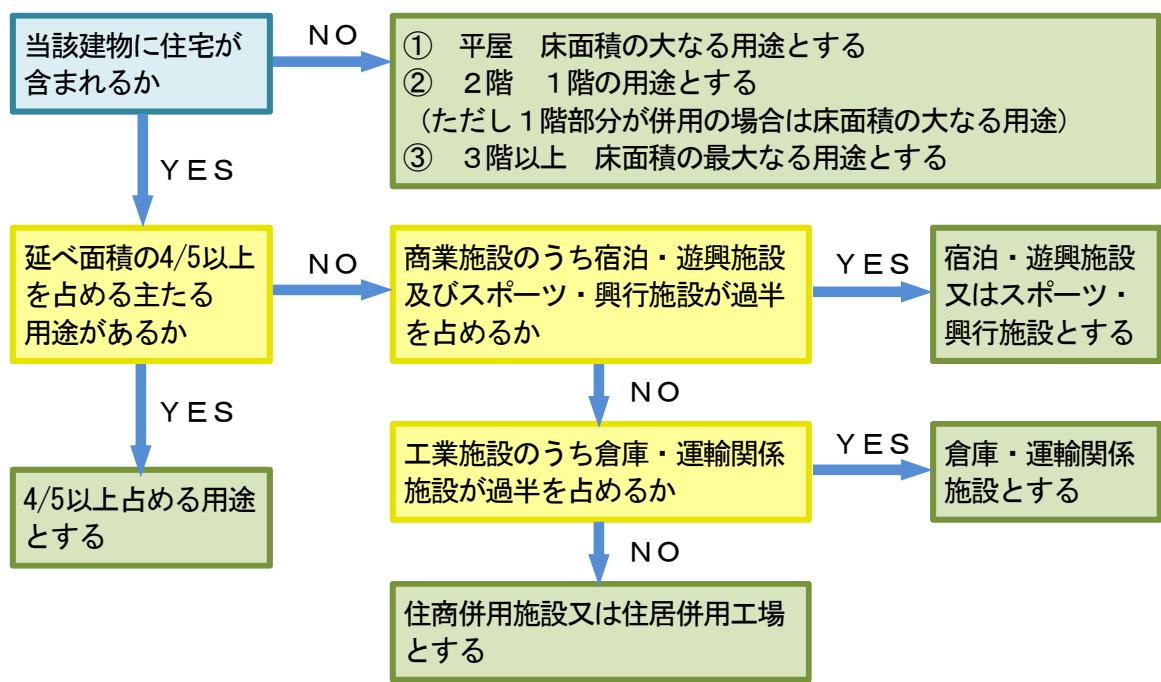 当該建物に住宅が
含まれるか
ＮＯ
①　平屋　床面積の大なる用途とする
②　２階　１階の用途とする
（ただし１階部分が併用の場合は床面積の大なる用途）
③　３階以上　床面積の最大なる用途とする
ＹＥＳ
延べ面積の4/5以上
を占める主たる
用途があるか
ＮＯ
商業施設のうち宿泊・遊興施設
及びスポーツ・興行施設が過半
を占めるか
ＹＥＳ
宿泊・遊興施設
又はスポーツ・
興行施設とする
ＹＥＳ
ＮＯ
4/5以上占める用途
とする
工業施設のうち倉庫・運輸関係
施設が過半を占めるか
ＹＥＳ
倉庫・運輸関係
施設とする
ＮＯ
住商併用施設又は住居併用工場
とする